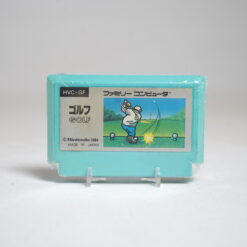 HVC-GF
ファミリー コンピュータ
ゴルフ
GOLF
© Nintendo 1984
MADE IN JAPAN